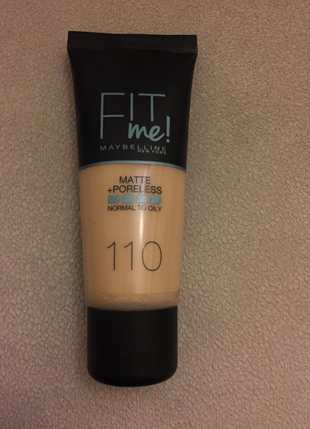 FIT
me!
MAYBELLINE
NEW YORK
MATTE
+PORELESS
NORMAL TO OILY
110